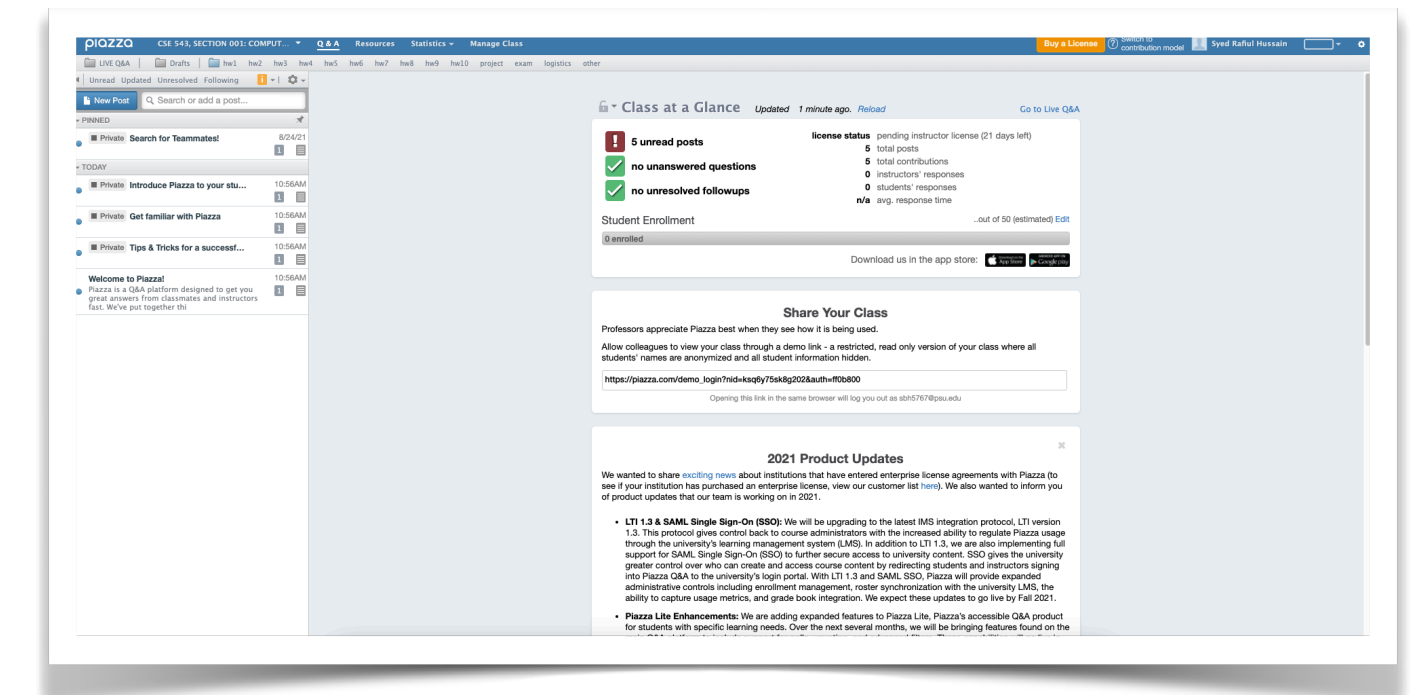 piazza CSE 543, SECTION 001: COMPUT... Q & A Resources Statistics Manage Class Buy a License ? Switch to contribution model Syed Rafiul Hussain
LIVE Q&A Drafts hw1 hw2 hw3 hw4 hw5 hw6 hw7 hw8 hw9 hw10 project exam logistics other
Unread Updated Unresolved Following
New Post Search or add a post...
PINNED
Private Search for Teammates! 8/24/21
1
TODAY
Private Introduce Piazza to your stu... 10:56AM
1
Private Get familiar with Piazza 10:56AM
1
Private Tips & Tricks for a successf... 10:56AM
1
Welcome to Piazza! 10:56AM
Piazza is a Q&A platform designed to get you 1
great answers from classmates and instructors
fast. We've put together thi
Class at a Glance Updated 1 minute ago. Reload Go to Live Q&A
! 5 unread posts
no unanswered questions
no unresolved followups
license status pending instructor license (21 days left)
5 total posts
5 total contributions
0 instructors' responses
0 students' responses
n/a avg. response time
Student Enrollment ..out of 50 (estimated) Edit
0 enrolled
Download us in the app store: App Store Google play
Share Your Class
Professors appreciate Piazza best when they see how it is being used.
Allow colleagues to view your class through a demo link - a restricted, read only version of your class where all
students' names are anonymized and all student information hidden.
https://piazza.com/demo_login?nid=ksq6y75sk8g202&auth=ff0b800
Opening this link in the same browser will log you out as sbh5767@psu.edu
2021 Product Updates
We wanted to share exciting news about institutions that have entered enterprise license agreements with Piazza (to
see if your institution has purchased an enterprise license, view our customer list here). We also wanted to inform you
of product updates that our team is working on in 2021.
• LTI 1.3 & SAML Single Sign-On (SSO): We will be upgrading to the latest IMS integration protocol, LTI version
1.3. This protocol gives control back to course administrators with the increased ability to regulate Piazza usage
through the university's learning management system (LMS). In addition to LTI 1.3, we are also implementing full
support for SAML Single Sign-On (SSO) to further secure access to university content. SSO gives the university
greater control over who can create and access course content by redirecting students and instructors signing
into Piazza Q&A to the university's login portal. With LTI 1.3 and SAML SSO, Piazza will provide expanded
administrative controls including enrollment management, roster synchronization with the university LMS, the
ability to capture usage metrics, and grade book integration. We expect these updates to go live by Fall 2021.
• Piazza Lite Enhancements: We are adding expanded features to Piazza Lite, Piazza's accessible Q&A product
for students with specific learning needs. Over the next several months, we will be bringing features found on the